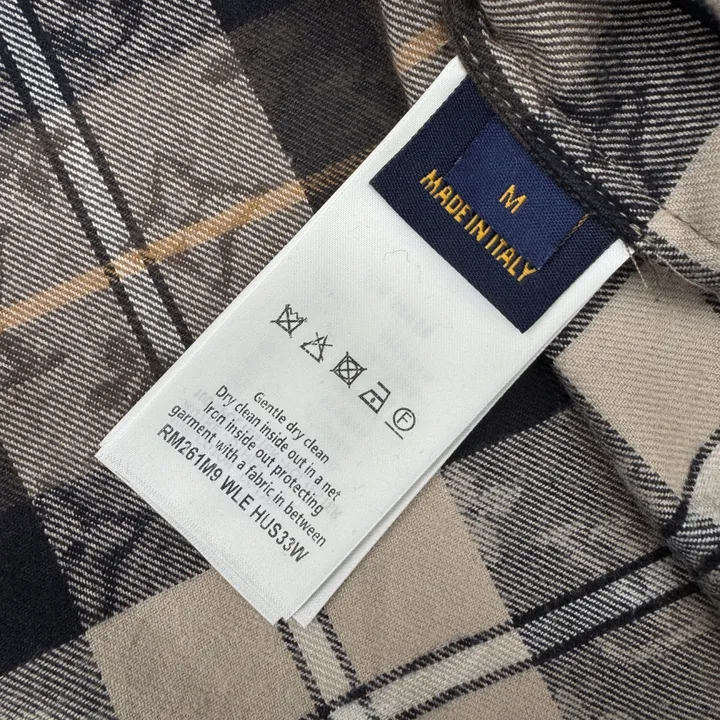 M
MADE IN ITALY
Gentle dry clean
Dry clean inside out in a net
Iron inside out protecting
garment with a fabric in between
RM261M9 WLE HUS33W